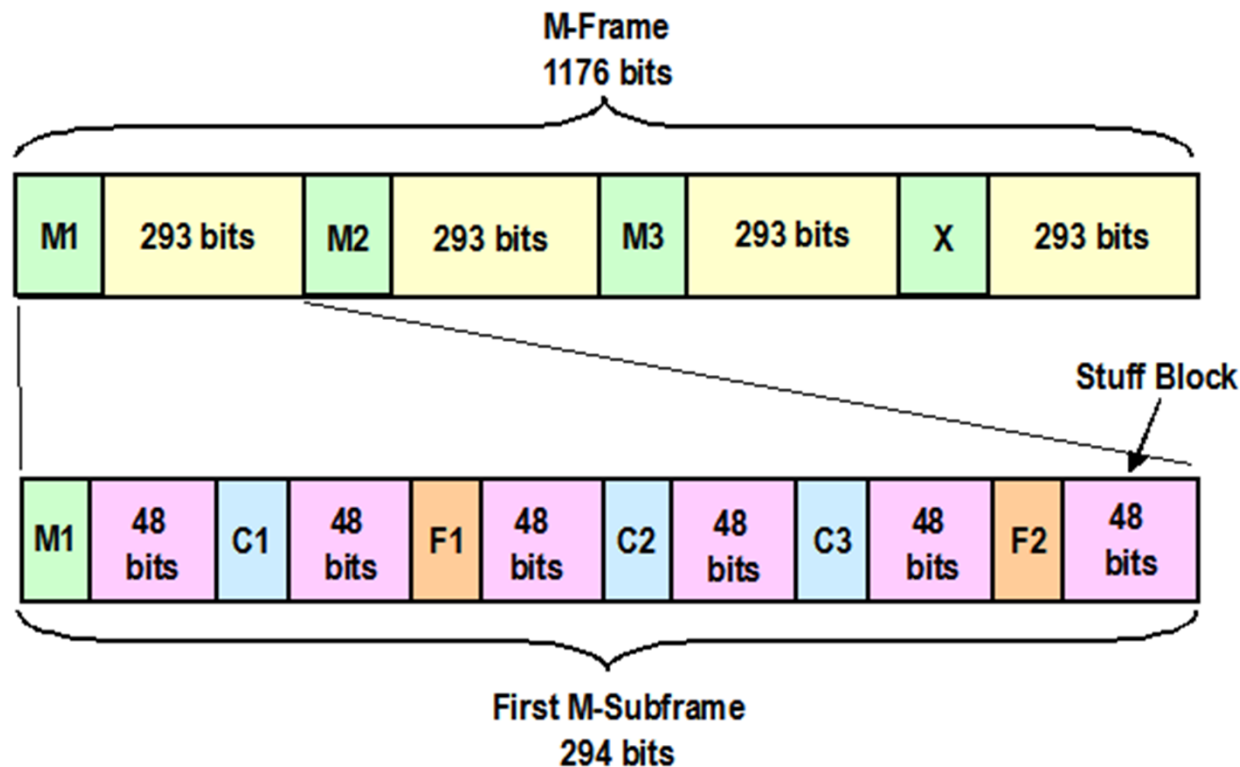 M-Frame
1176 bits
M1 293 bits M2 293 bits M3 293 bits X 293 bits
Stuff Block
M1 48 bits C1 48 bits F1 48 bits C2 48 bits C3 48 bits F2 48 bits
First M-Subframe
294 bits